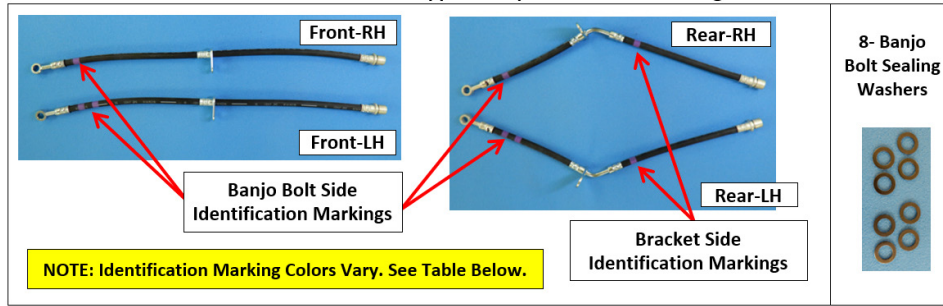 Front-RH
Front-LH
Banjo Bolt Side
Identification Markings
NOTE: Identification Marking Colors Vary. See Table Below.
Rear-RH
Rear-LH
Bracket Side
Identification Markings
8- Banjo
Bolt Sealing
Washers